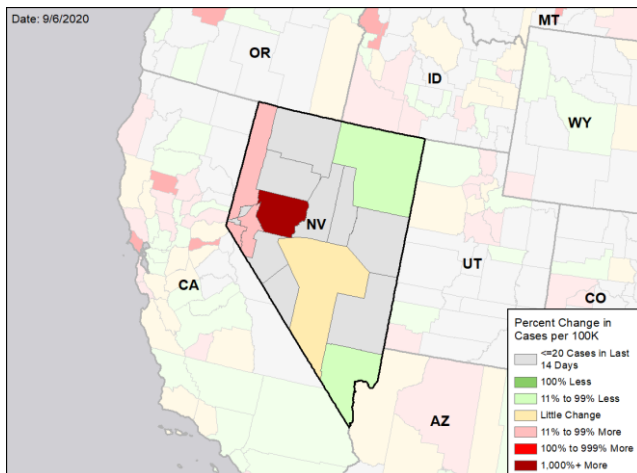 Date: 9/6/2020
MT
OR
ID
WY
NV
UT
CA
CO
AZ
Percent Change in
Cases per 100K
<=20 Cases in Last
14 Days
100% Less
11% to 99% Less
Little Change
11% to 99% More
100% to 999% More
1,000%+ More